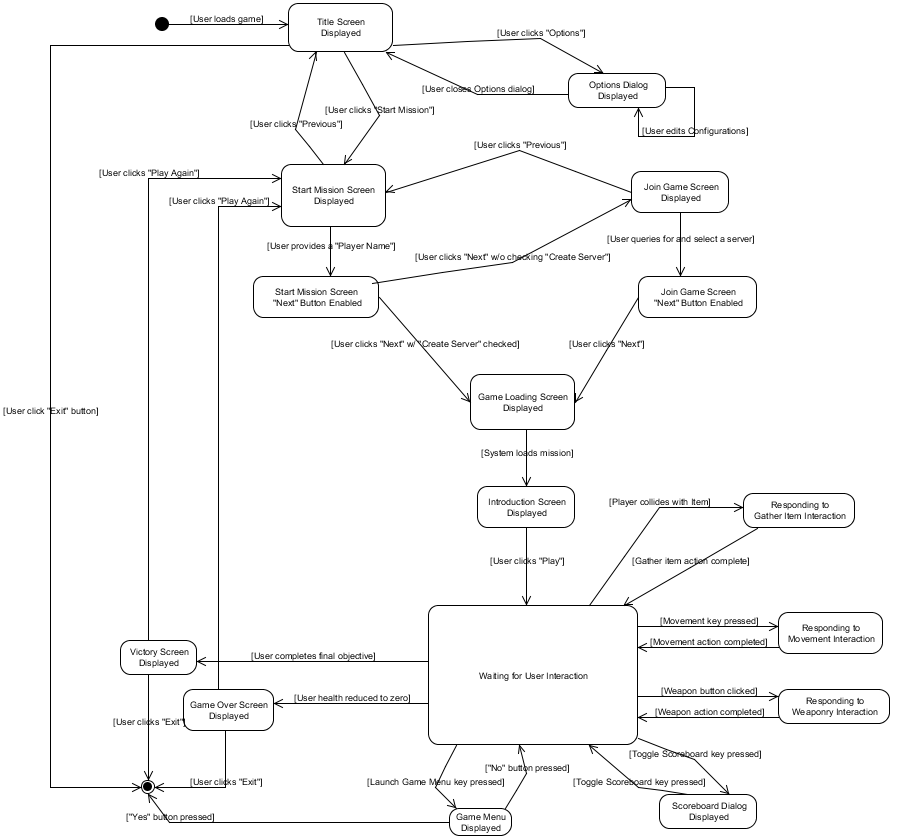 [User loads game]
Title Screen
Displayed
[User clicks "Options"]
[User closes Options dialog]
Options Dialog
Displayed
[User clicks "Start Mission"]
[User clicks "Previous"]
[User edits Configurations]
[User clicks "Previous"]
[User clicks "Play Again"]
Start Mission Screen
Displayed
Join Game Screen
Displayed
[User clicks "Play Again"]
[User provides a "Player Name"]
[User queries for and select a server]
[User clicks "Next" w/o checking "Create Server"]
Start Mission Screen
"Next" Button Enabled
Join Game Screen
"Next" Button Enabled
[User clicks "Next" w/ "Create Server" checked]
[User clicks "Next"]
Game Loading Screen
Displayed
[User click "Exit" button]
[System loads mission]
Introduction Screen
Displayed
[Player collides with Item]
Responding to
Gather Item Interaction
[User clicks "Play"]
[Gather item action complete]
[Movement key pressed]
Responding to
Movement Interaction
[Movement action completed]
Victory Screen
Displayed
[User completes final objective]
Waiting for User Interaction
[Weapon button clicked]
Responding to
Weaponry Interaction
[Weapon action completed]
Game Over Screen
Displayed
[User health reduced to zero]
[User clicks "Exit"]
[Toggle Scoreboard key pressed]
["No" button pressed]
[User clicks "Exit"]
[Launch Game Menu key pressed]
[Toggle Scoreboard key pressed]
Scoreboard Dialog
Displayed
["Yes" button pressed]
Game Menu
Displayed